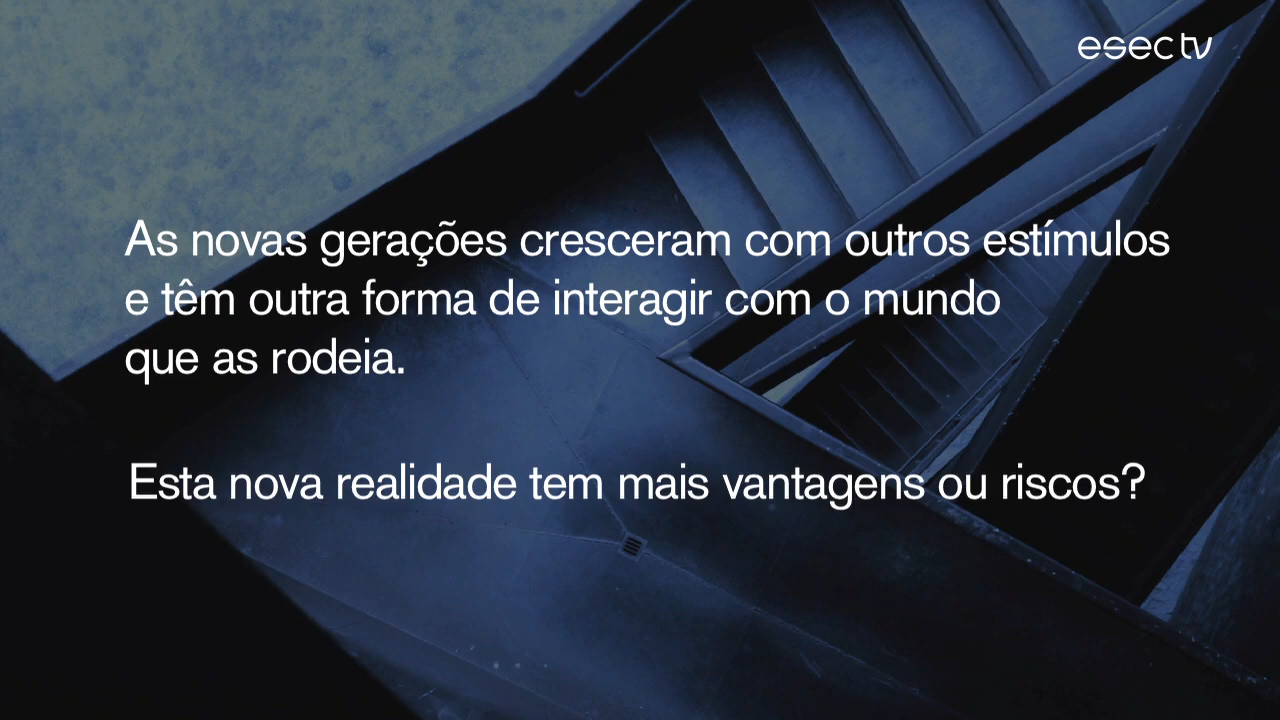 esec tv
As novas gerações cresceram com outros estímulos
e têm outra forma de interagir com o mundo
que as rodeia.
Esta nova realidade tem mais vantagens ou riscos?